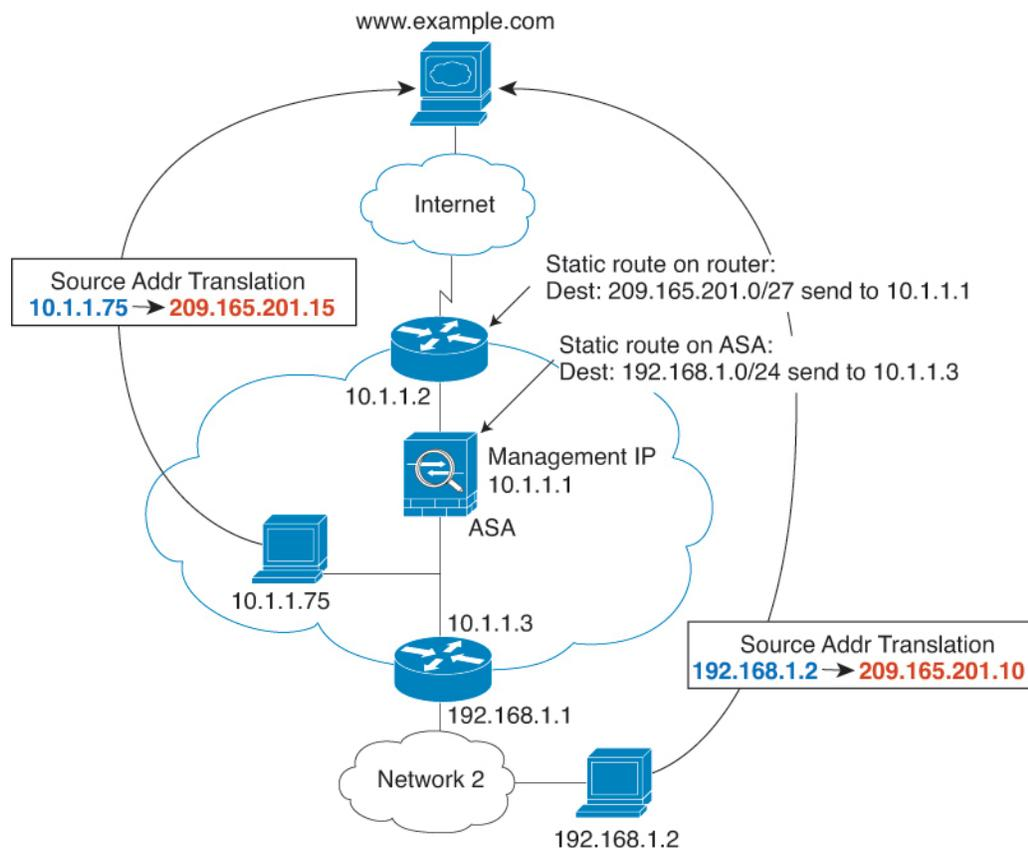 www.example.com
Internet
Source Addr Translation
10.1.1.75 209.165.201.15
Static route on router:
Dest: 209.165.201.0/27 send to 10.1.1.1
Static route on ASA:
Dest: 192.168.1.0/24 send to 10.1.1.3
10.1.1.2
Management IP
10.1.1.1
ASA
10.1.1.75
10.1.1.3
Source Addr Translation
192.168.1.2 209.165.201.10
192.168.1.1
Network 2
192.168.1.2